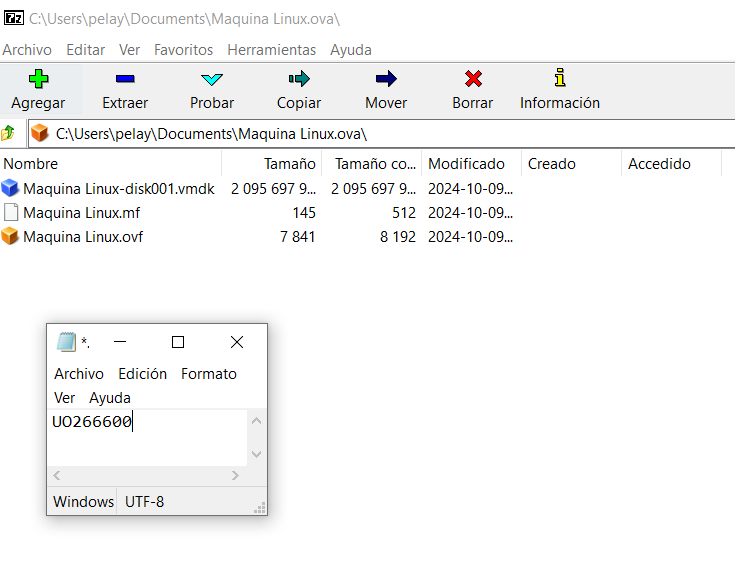 C:\Users\pelay\Documents\Maquina Linux.ova\
Archivo Editar Ver Favoritos Herramientas Ayuda
Agregar Extraer Probar Copiar Mover Borrar Información
C:\Users\pelay\Documents\Maquina Linux.ova\
Nombre Tamaño Tamaño co... Modificado Creado Accedido
Maquina Linux-disk001.vmdk 2 095 697 9... 2 095 697 9... 2024-10-09...
Maquina Linux.mf 145 512 2024-10-09...
Maquina Linux.ovf 7 841 8 192 2024-10-09...
*.
Archivo Edición Formato
Ver Ayuda
UO266600
Windows UTF-8